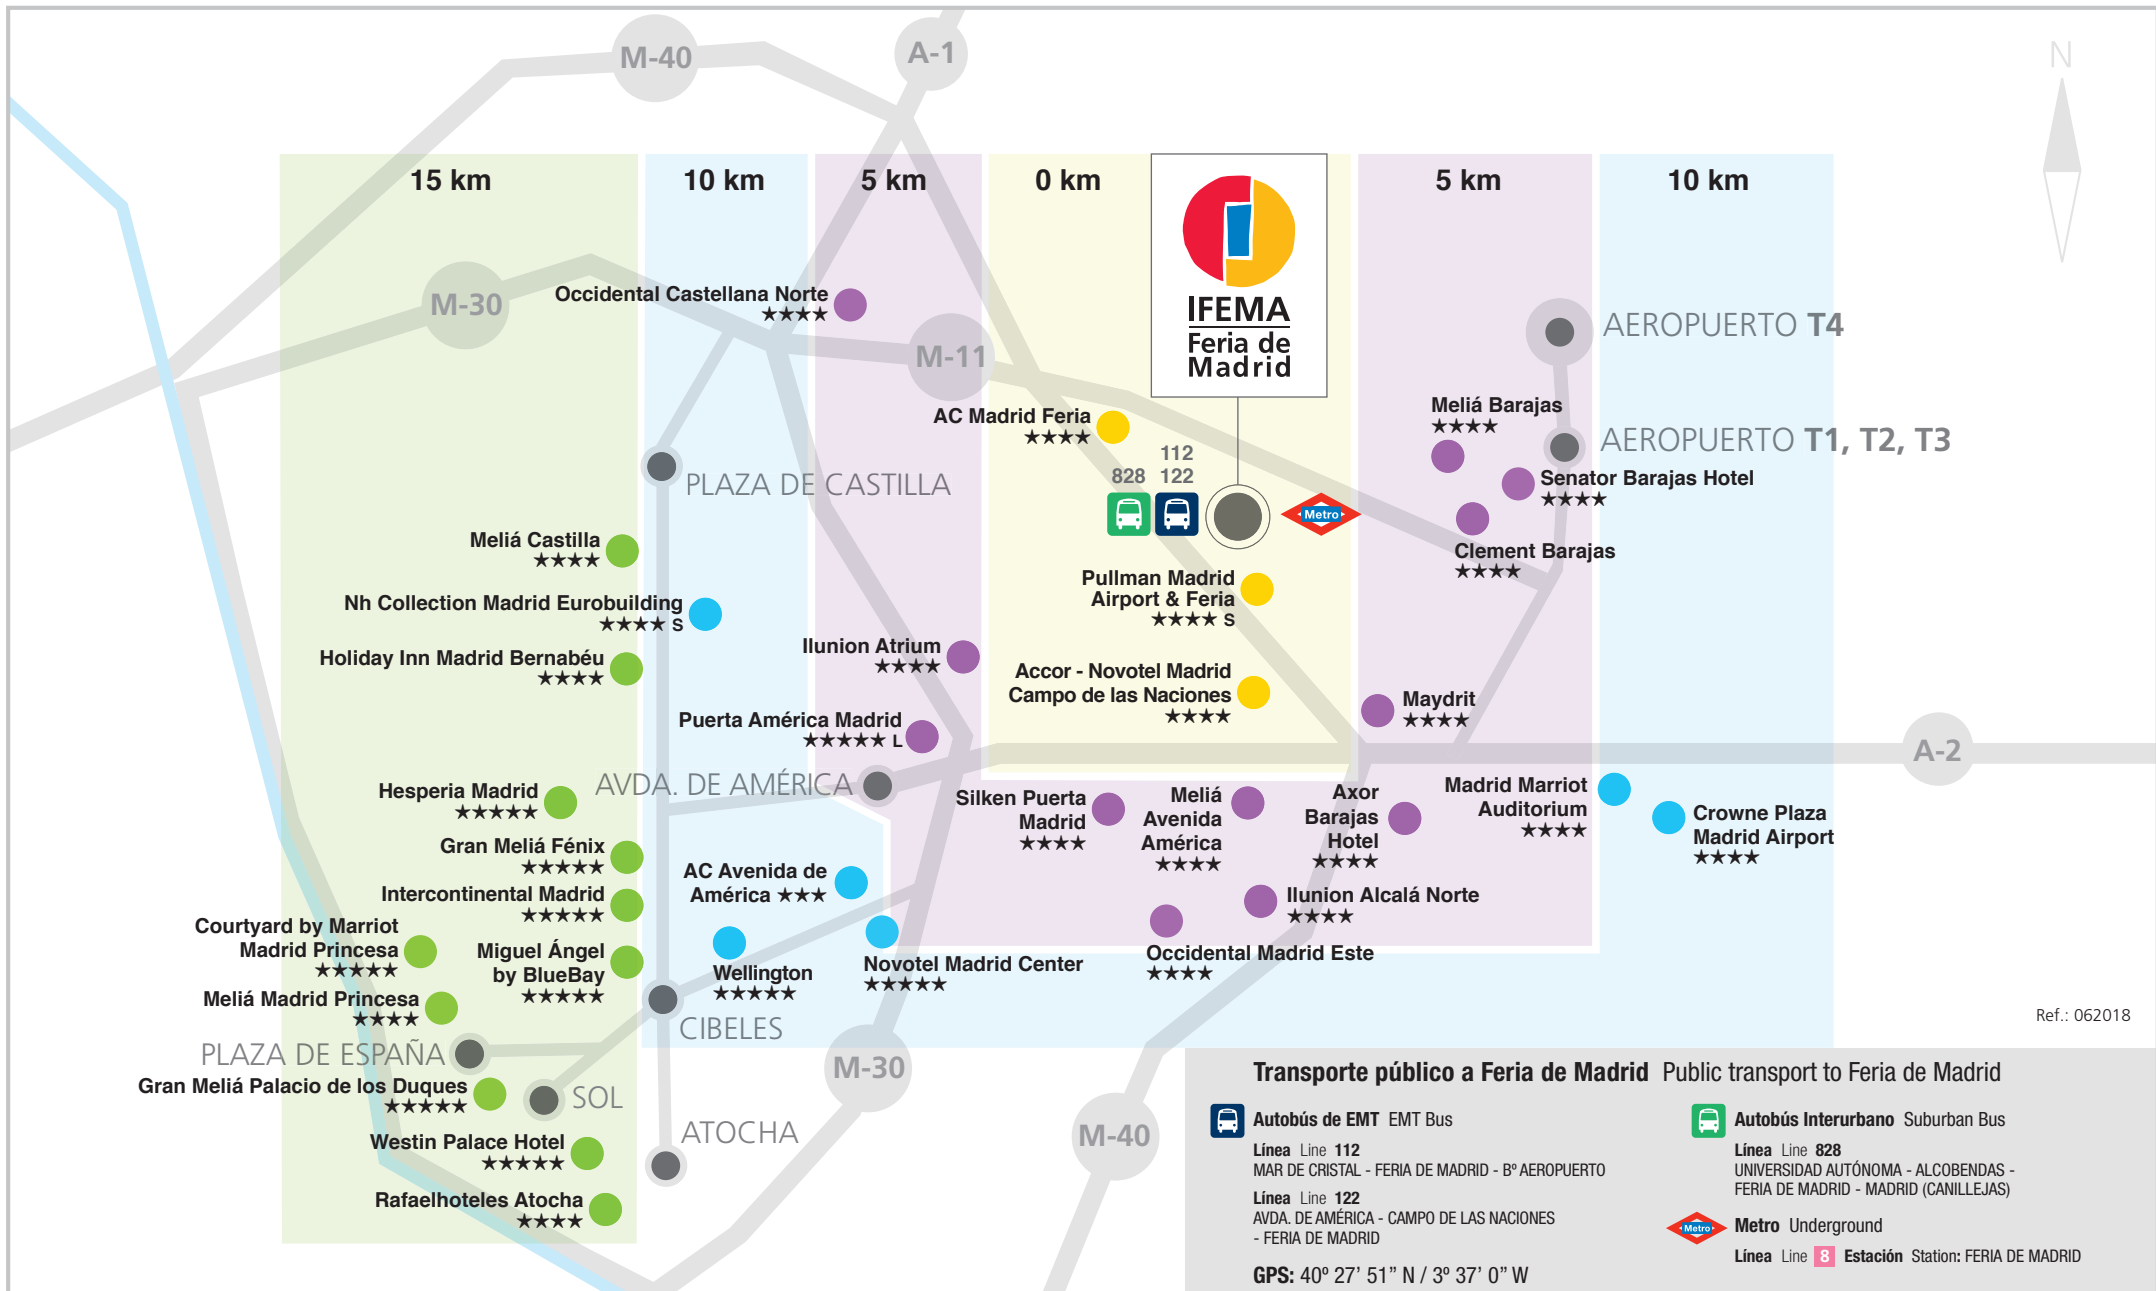 M-40
A-1
N
15 km
10 km
5 km
0 km
5 km
10 km
IFEMA
Feria de
Madrid
M-30
Occidental Castellana Norte
★★★★
M-11
AEROPUERTO T4
AC Madrid Feria
★★★★
Meliá Barajas
★★★★
AEROPUERTO T1, T2, T3
112
828
122
PLAZA DE CASTILLA
Senator Barajas Hotel
★★★★
Metro
Meliá Castilla
★★★★
Clement Barajas
★★★★
Pullman Madrid
Airport & Feria
★★★★ S
Nh Collection Madrid Eurobuilding
★★★★ S
Holiday Inn Madrid Bernabéu
★★★★
Ilunion Atrium
★★★★
Accor - Novotel Madrid
Campo de las Naciones
★★★★
Maydrit
★★★★
Puerta América Madrid
★★★★★ L
A-2
AVDA. DE AMÉRICA
Hesperia Madrid
★★★★★
Silken Puerta
Madrid
★★★★
Meliá
Avenida
América
★★★★
Axor
Barajas
Hotel
★★★★
Madrid Marriot
Auditorium
★★★★
Crowne Plaza
Madrid Airport
★★★★
Gran Meliá Fénix
★★★★★
AC Avenida de
América ★★★
Intercontinental Madrid
★★★★★
Ilunion Alcalá Norte
★★★★
Courtyard by Marriot
Madrid Princesa
★★★★★
Miguel Ángel
by BlueBay
★★★★★
Wellington
★★★★★
Novotel Madrid Center
★★★★★
Occidental Madrid Este
★★★★
Meliá Madrid Princesa
★★★★
CIBELES
PLAZA DE ESPAÑA
M-30
Gran Meliá Palacio de los Duques
★★★★★
SOL
ATOCHA
M-40
Westin Palace Hotel
★★★★★
Rafaelhoteles Atocha
★★★★
Ref.: 062018
Transporte público a Feria de Madrid Public transport to Feria de Madrid
Autobús de EMT EMT Bus
Línea Line 112
MAR DE CRISTAL - FERIA DE MADRID - Bº AEROPUERTO
Línea Line 122
AVDA. DE AMÉRICA - CAMPO DE LAS NACIONES
- FERIA DE MADRID
GPS: 40º 27’ 51” N / 3º 37’ 0” W
Autobús Interurbano Suburban Bus
Línea Line 828
UNIVERSIDAD AUTÓNOMA - ALCOBENDAS -
FERIA DE MADRID - MADRID (CANILLEJAS)
Metro
Metro Underground
Línea Line 8 Estación Station: FERIA DE MADRID